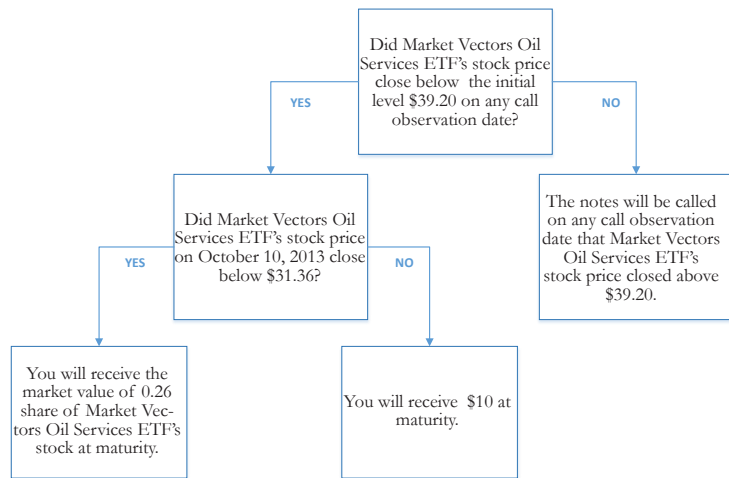 Did Market Vectors Oil
Services ETF's stock price
close below the initial
level $39.20 on any call
observation date?
YES
NO
Did Market Vectors Oil
Services ETF's stock price
on October 10, 2013 close
below $31.36?
The notes will be called
on any call observation
date that Market Vectors
Oil Services ETF's
stock price closed above
$39.20.
YES
NO
You will receive the
market value of 0.26
share of Market Vec-
tors Oil Services ETF's
stock at maturity.
You will receive $10 at
maturity.